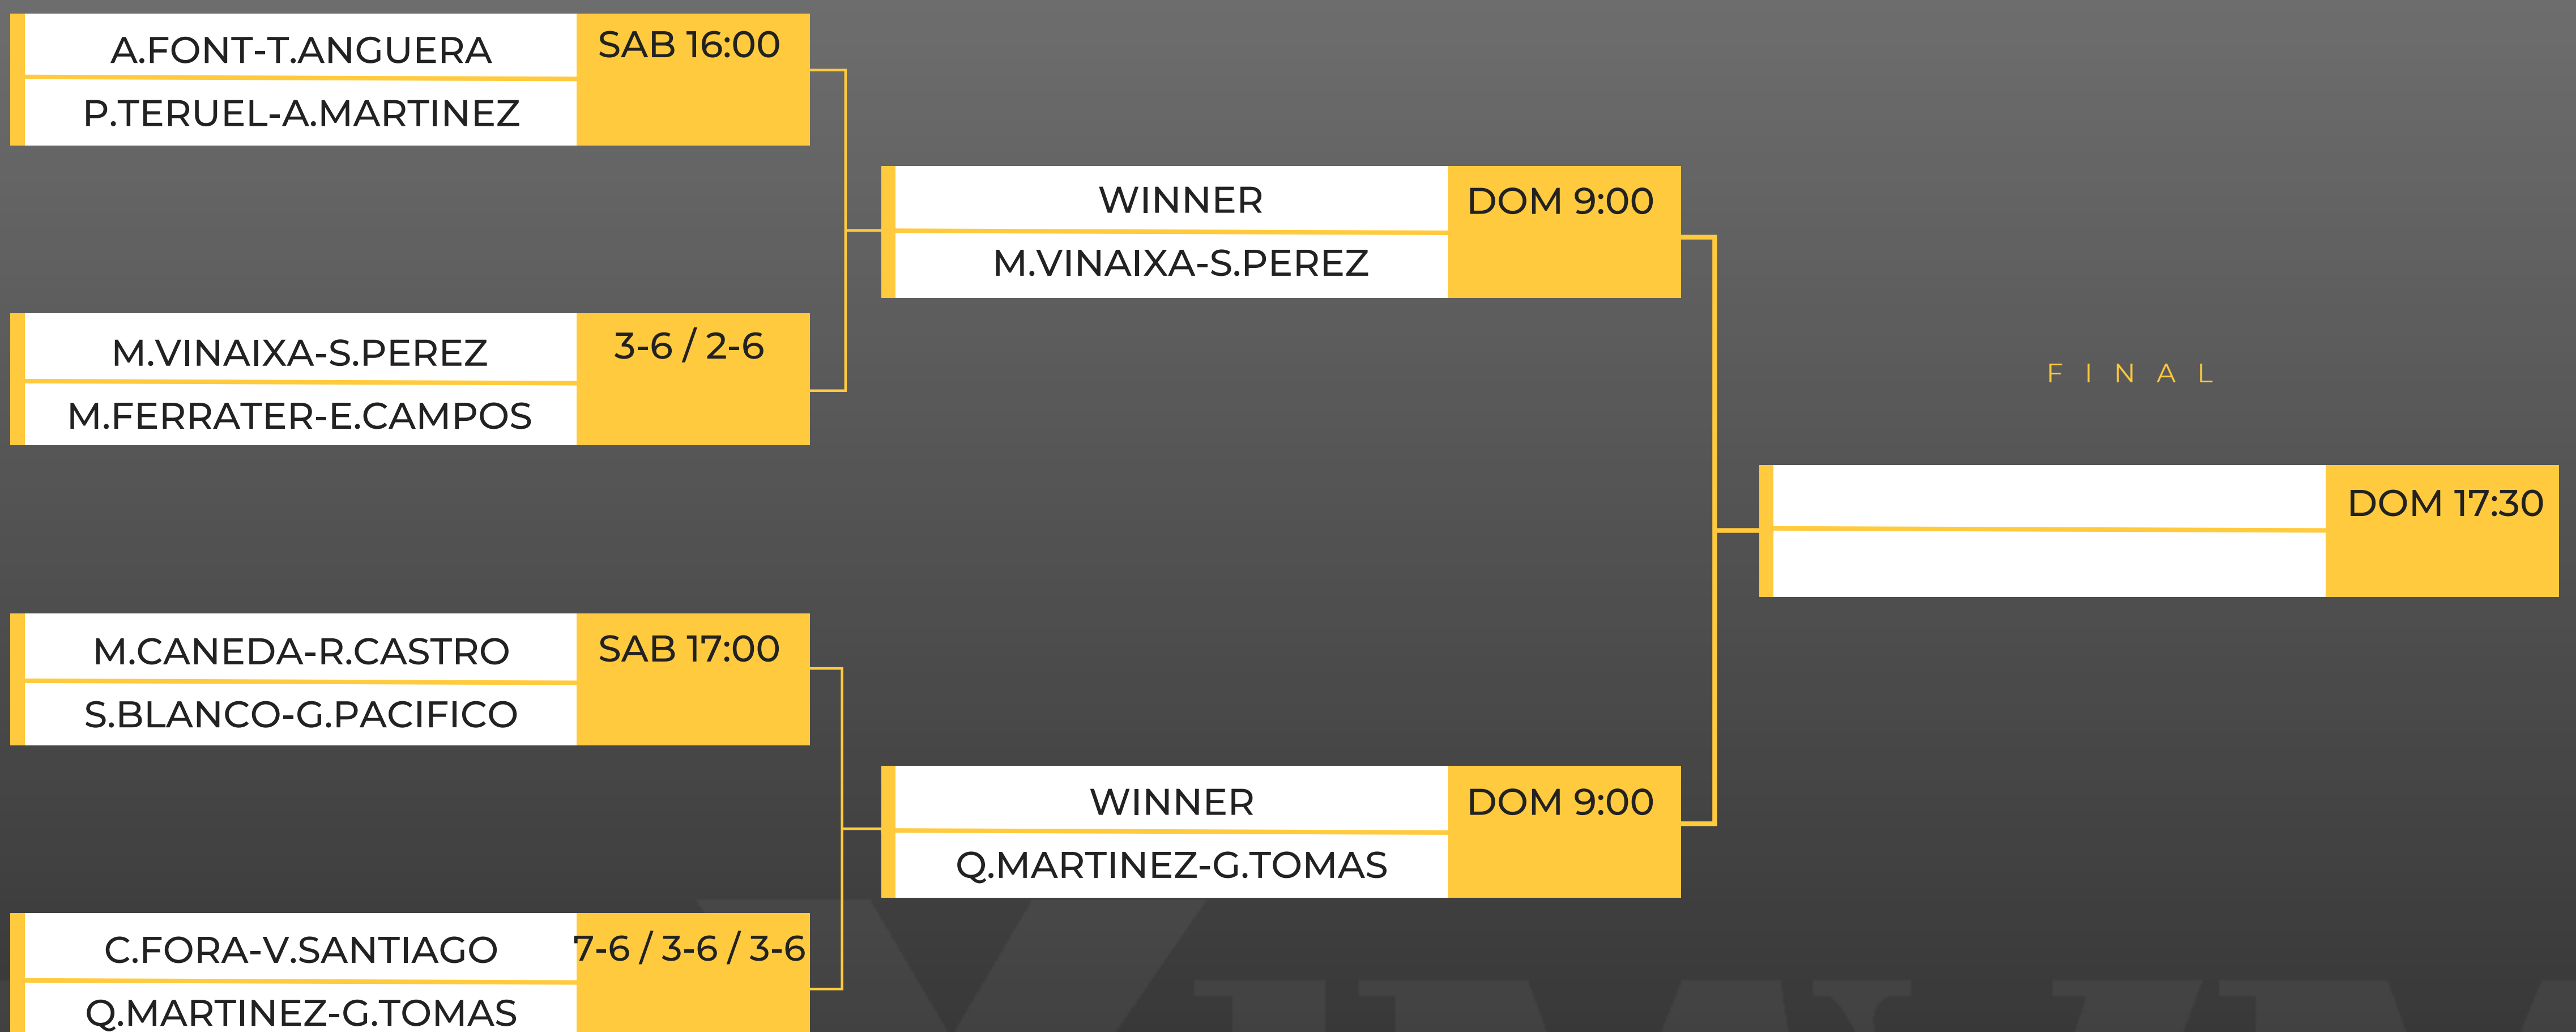 A.FONT-T.ANGUERA
SAB 16:00
P.TERUEL-A.MARTINEZ
M.VINAIXA-S.PEREZ
3-6 / 2-6
M.FERRATER-E.CAMPOS
M.CANEDA-R.CASTRO
SAB 17:00
S.BLANCO-G.PACIFICO
C.FORA-V.SANTIAGO
7-6 / 3-6 / 3-6
Q.MARTINEZ-G.TOMAS
WINNER
DOM 9:00
M.VINAIXA-S.PEREZ
WINNER
DOM 9:00
Q.MARTINEZ-G.TOMAS
FINAL
DOM 17:30